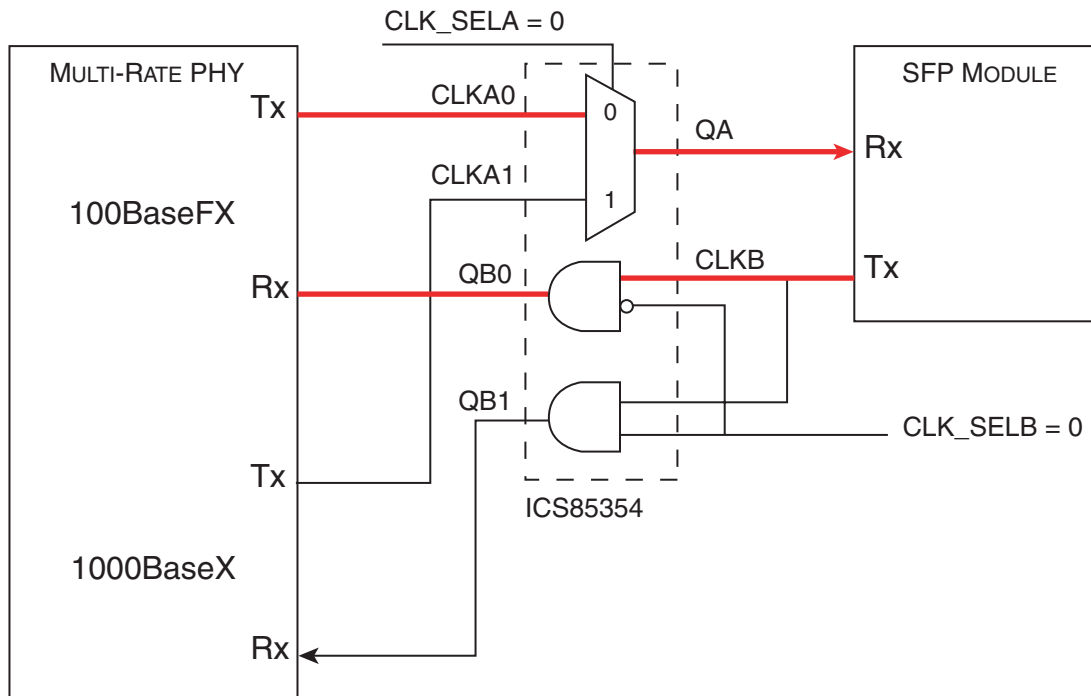 CLK_SELA = 0
MULTI-RATE PHY
SFP MODULE
Tx
CLKA0
0
QA
Rx
CLKA1
1
100BaseFX
Rx
QB0
CLKB
Tx
QB1
CLK_SELB = 0
Tx
ICS85354
1000BaseX
Rx